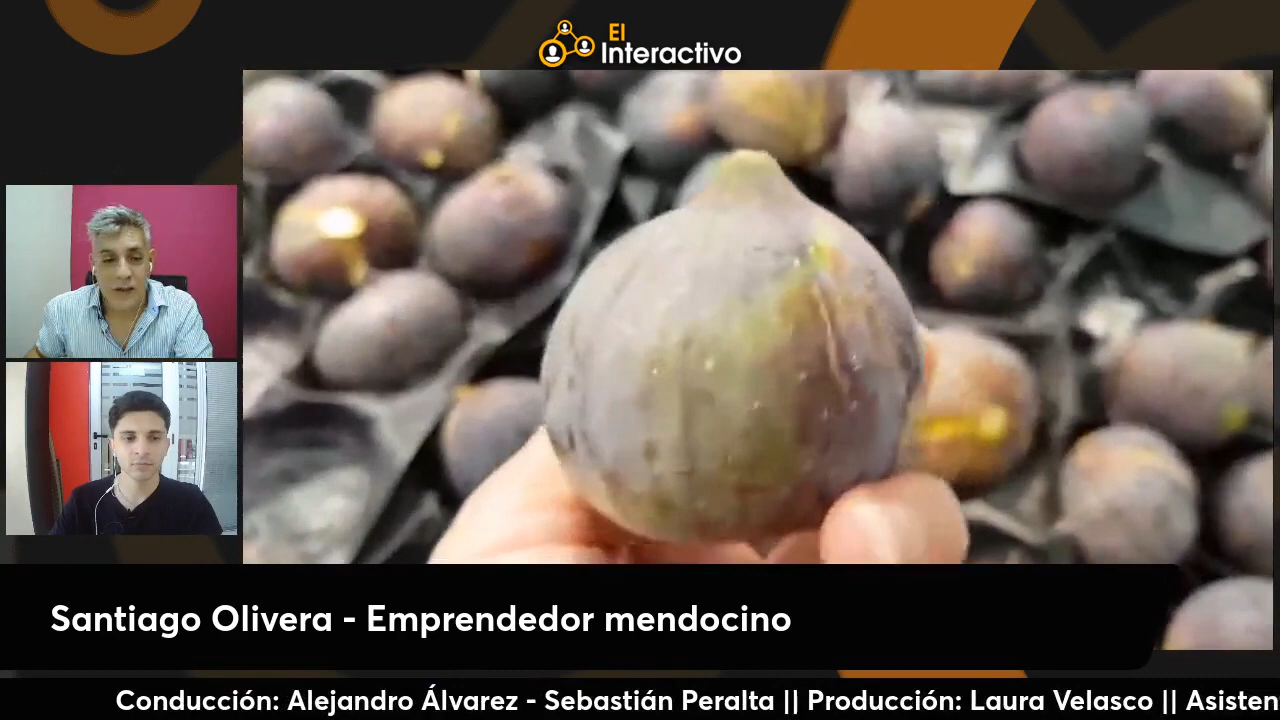 El
Interactivo
Santiago Olivera - Emprendedor mendocino
Conducción: Alejandro Álvarez - Sebastián Peralta || Producción: Laura Velasco || Asisten